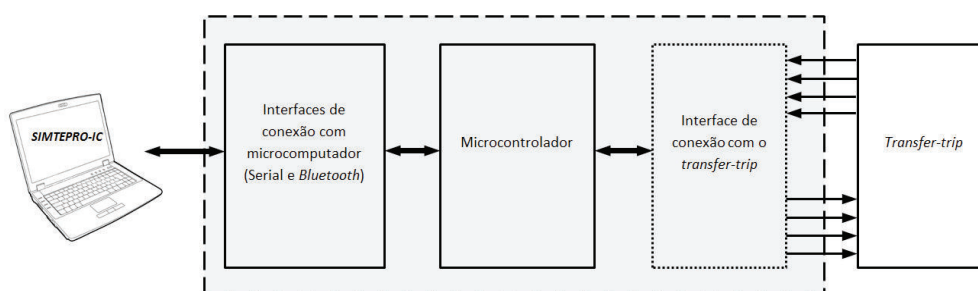 SIMTEPRO-IC
Interfaces de
conexão com
microcomputador
(Serial e Bluetooth)
Microcontrolador
Interface de
conexão com o
transfer-trip
Transfer-trip